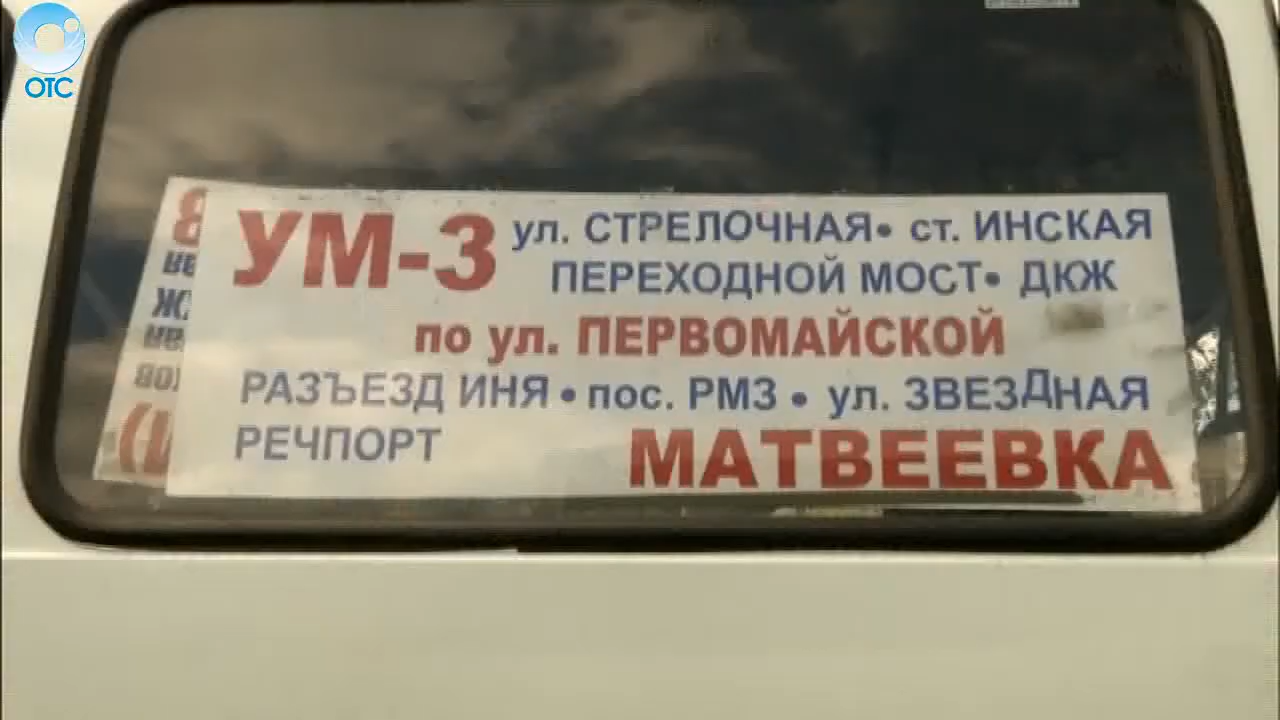 ОТС
УМ-3 ул. СТРЕЛОЧНАЯ • ст. ИНСКАЯ
ПЕРЕХОДНОЙ МОСТ • ДКЖ
по ул. ПЕРВОМАЙСКОЙ
РАЗЪЕЗД ИНЯ • пос. РМЗ • ул. ЗВЕЗДНАЯ
РЕЧПОРТ МАТВЕЕВКА